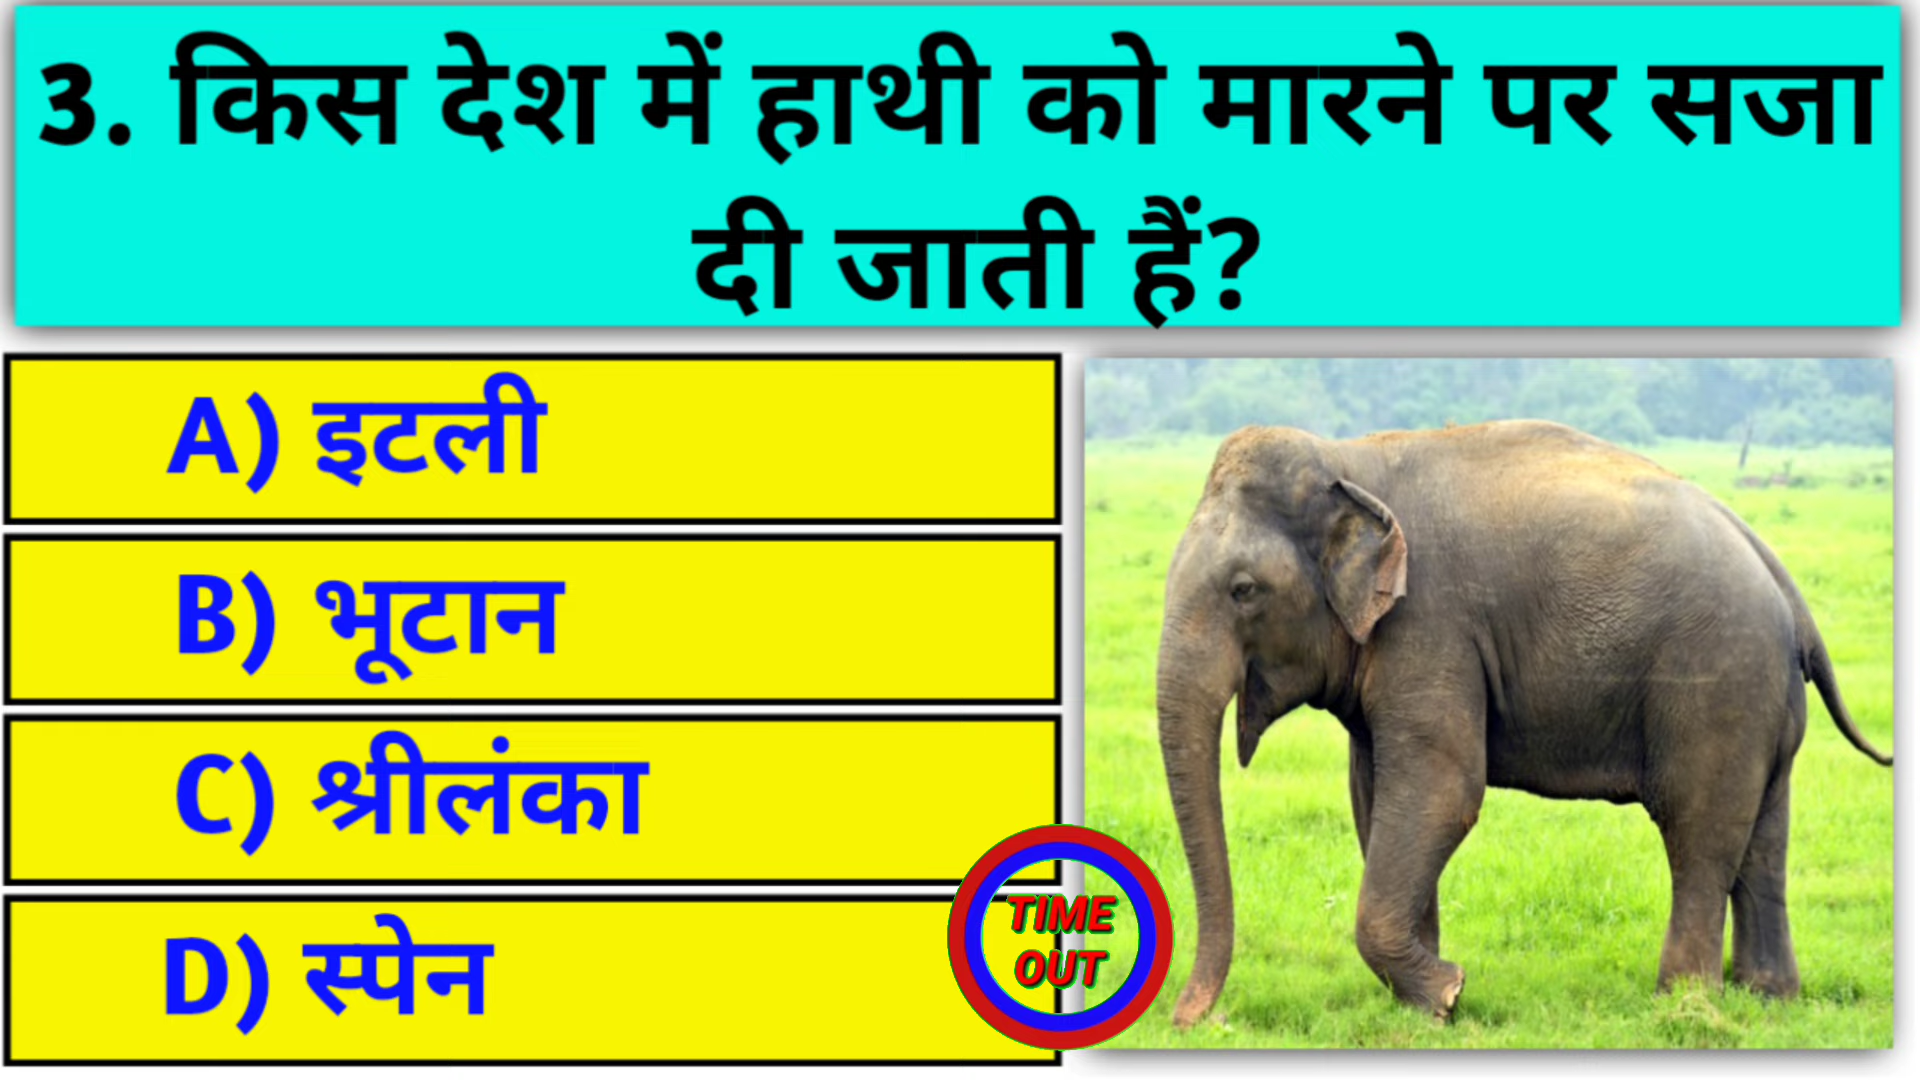 3. किस देश में हाथी को मारने पर सजा
दी जाती हैं?
A) इटली
B) भूटान
C) श्रीलंका
D) स्पेन
TIME
OUT